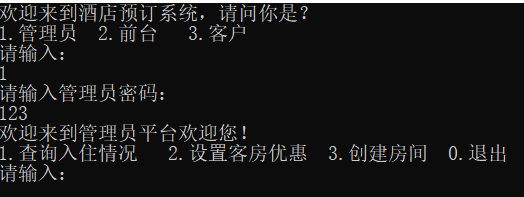 欢迎来到酒店预订系统，请问你是？
1.管理员  2.前台   3.客户
请输入：
1
请输入管理员密码：
123
欢迎来到管理员平台欢迎您！
1.查询入住情况   2.设置客房优惠  3.创建房间  0.退出
请输入：